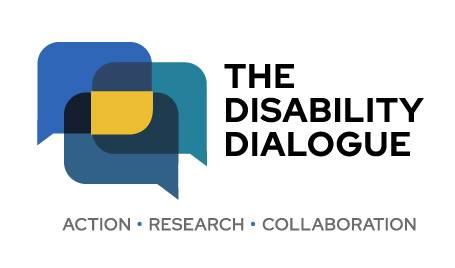 THE
DISABILITY
DIALOGUE
ACTION • RESEARCH • COLLABORATION